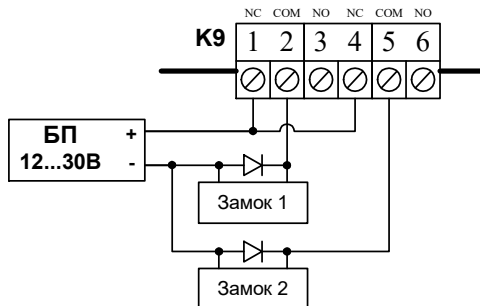 NC COM NO NC COM NO
K9 1 2 3 4 5 6
БП +
12...30В -
Замок 1
Замок 2